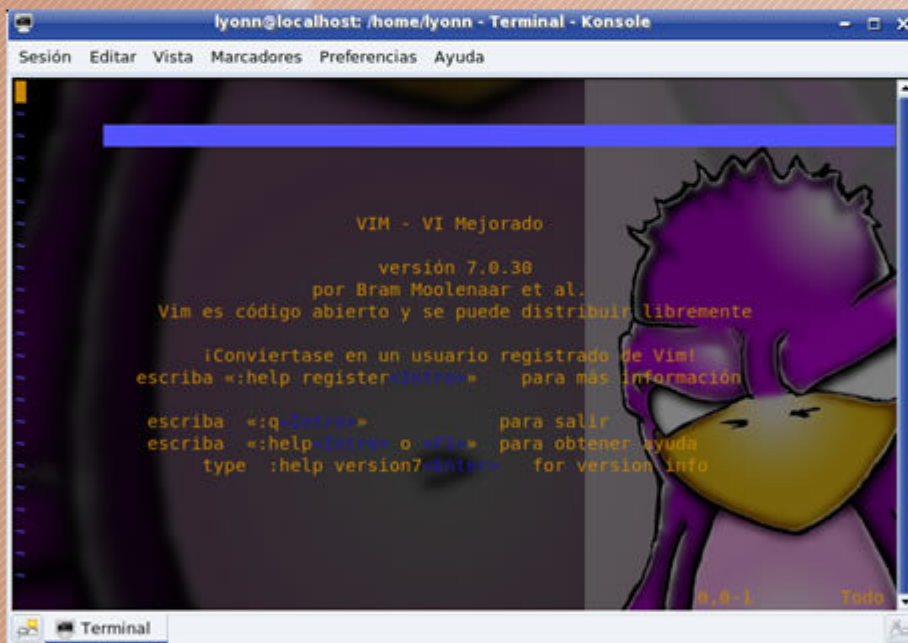 lyonn@localhost: /home/lyonn - Terminal - Konsole
Sesión Editar Vista Marcadores Preferencias Ayuda
VIM - VI Mejorado
versión 7.0.30
por Bram Moolenaar et al.
Vim es código abierto y se puede distribuir libremente
¡Conviertase en un usuario registrado de Vim!
escriba «:help register<Intro>» para más información
escriba «:q<Intro>» para salir
escriba «:help<Intro> o <F1>» para obtener ayuda
type :help version7<Enter> for version info
0,0-1 Todo
Terminal